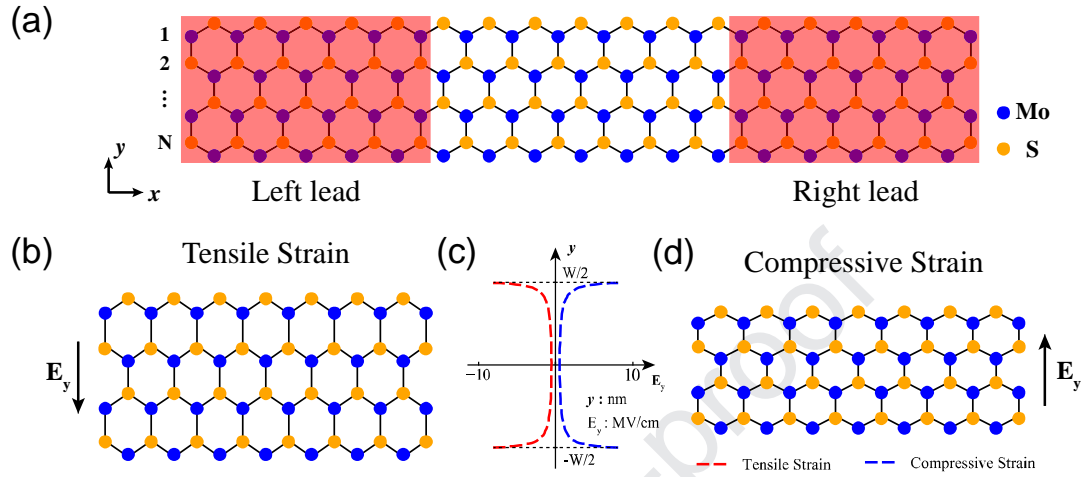 (a)
1
2
⋮
N
y
x
Left lead
Right lead
Mo
S
(b)
Tensile Strain
E_y
(c)
y
W/2
-10
10
E_y
y : nm
E_y : MV/cm
-W/2
(d)
Compressive Strain
E_y
Tensile Strain
Compressive Strain
proof